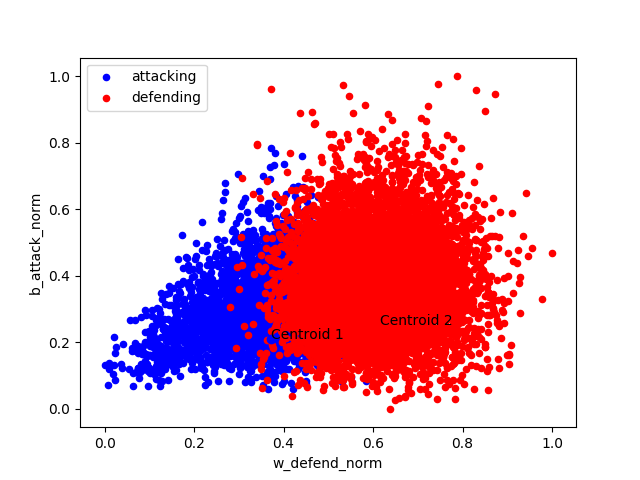 attacking
defending
1.0
0.8
0.6
0.4
0.2
0.0
b_attack_norm
Centroid 2
Centroid 1
0.0 0.2 0.4 0.6 0.8 1.0
w_defend_norm